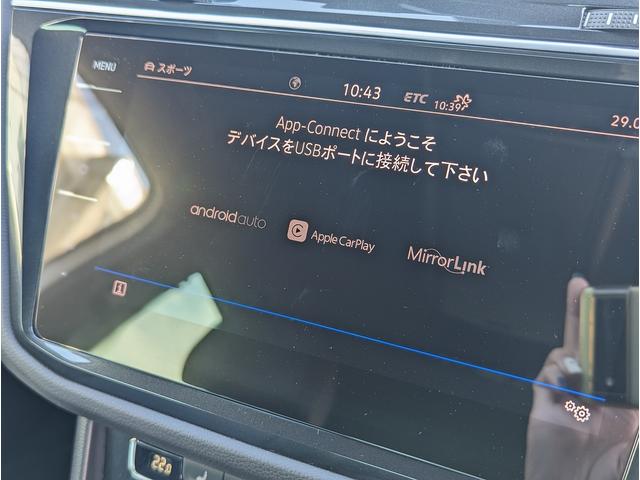 MENU
スポーツ
10:43
ETC
10:39
29.0
App-Connect にようこそ
デバイスをUSBポートに接続して下さい
androidauto
Apple CarPlay
MirrorLink
22.0